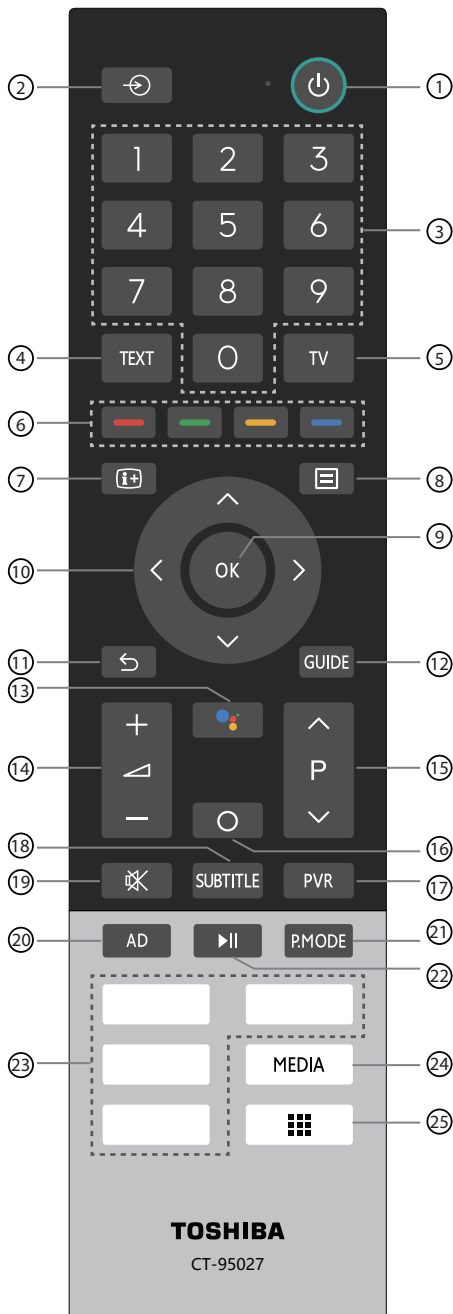 ② ①
1 2 3
③
4 5 6
7 8 9
④ TEXT 0 TV ⑤
⑥
⑦ i+ ⑧
⑨
⑩ OK
⑪ GUIDE ⑫
⑬
+
⑭ P ⑮
−
⑯
⑱
⑲ SUBTITLE PVR ⑰
⑳ AD P.MODE ㉑
㉒
㉓ MEDIA ㉔
㉕
TOSHIBA
CT-95027